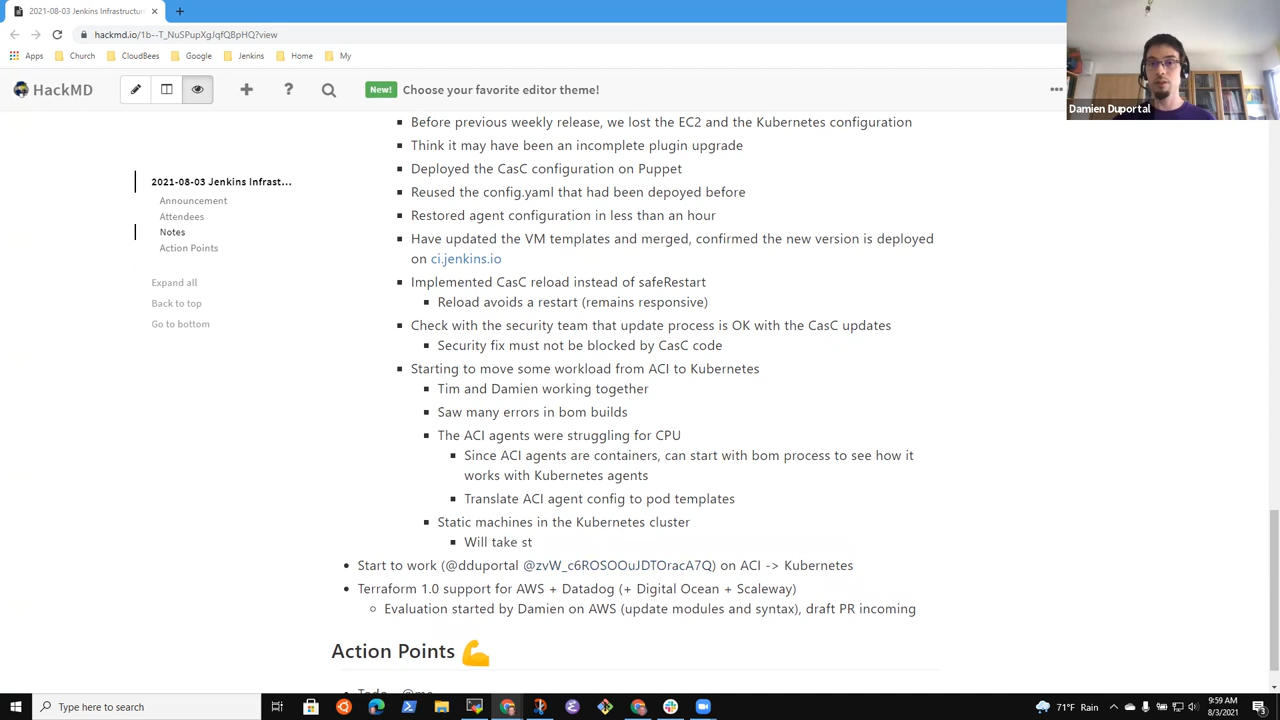 2021-08-03 Jenkins Infrastructur
hackmd.io/1b--T_NuSPupXgJqfQBpHQ?view
Apps Church CloudBees Google Jenkins Home My
HackMD
New! Choose your favorite editor theme!
Damien Duportal
2021-08-03 Jenkins Infrast...
Announcement
Attendees
Notes
Action Points
Expand all
Back to top
Go to bottom
Before previous weekly release, we lost the EC2 and the Kubernetes configuration
Think it may have been an incomplete plugin upgrade
Deployed the CasC configuration on Puppet
Reused the config.yaml that had been depoyed before
Restored agent configuration in less than an hour
Have updated the VM templates and merged, confirmed the new version is deployed
on ci.jenkins.io
Implemented CasC reload instead of safeRestart
Reload avoids a restart (remains responsive)
Check with the security team that update process is OK with the CasC updates
Security fix must not be blocked by CasC code
Starting to move some workload from ACI to Kubernetes
Tim and Damien working together
Saw many errors in bom builds
The ACI agents were struggling for CPU
Since ACI agents are containers, can start with bom process to see how it
works with Kubernetes agents
Translate ACI agent config to pod templates
Static machines in the Kubernetes cluster
Will take st
Start to work (@dduportal @zvW_c6ROSOOuJDTOracA7Q) on ACI -> Kubernetes
Terraform 1.0 support for AWS + Datadog (+ Digital Ocean + Scaleway)
Evaluation started by Damien on AWS (update modules and syntax), draft PR incoming
Action Points
Type here to search
71°F Rain
9:59 AM
8/3/2021
3